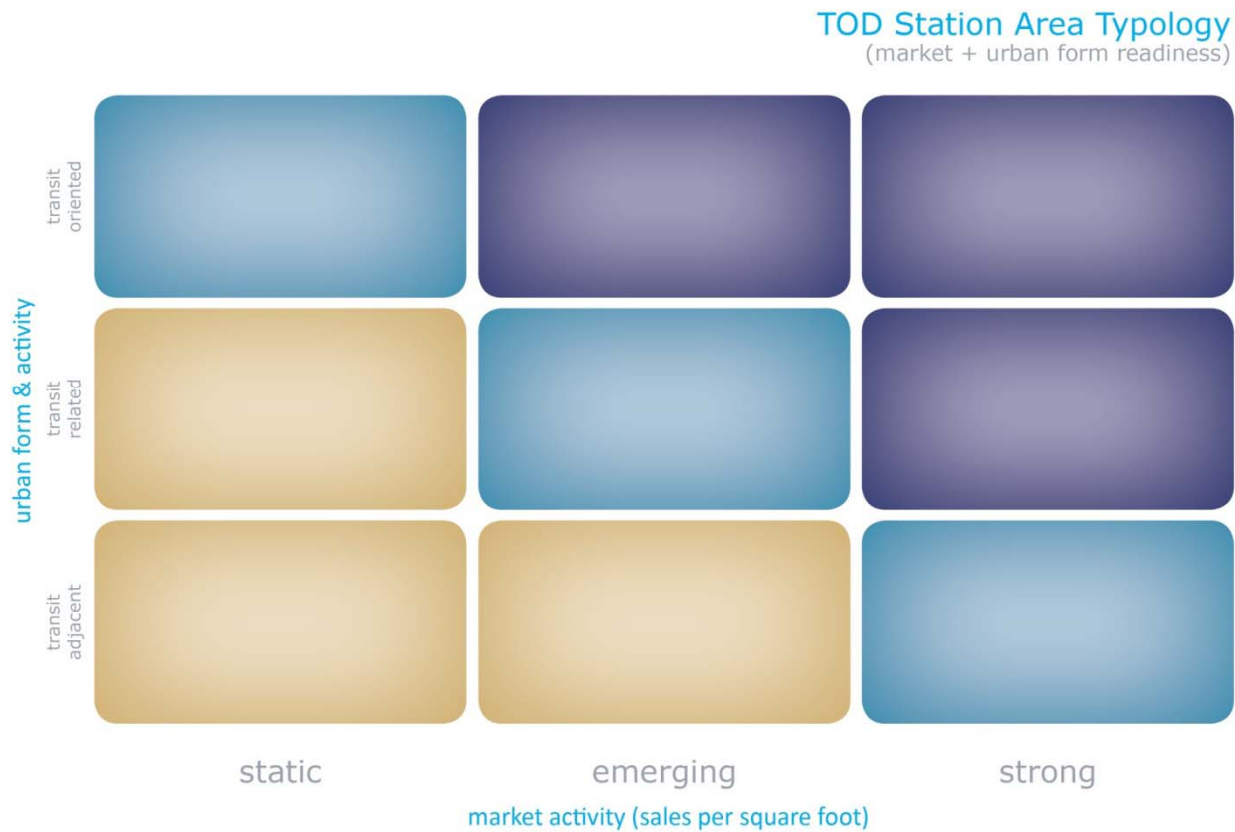 TOD Station Area Typology
(market + urban form readiness)
urban form & activity
transit
oriented
transit
related
transit
adjacent
static
emerging
strong
market activity (sales per square foot)